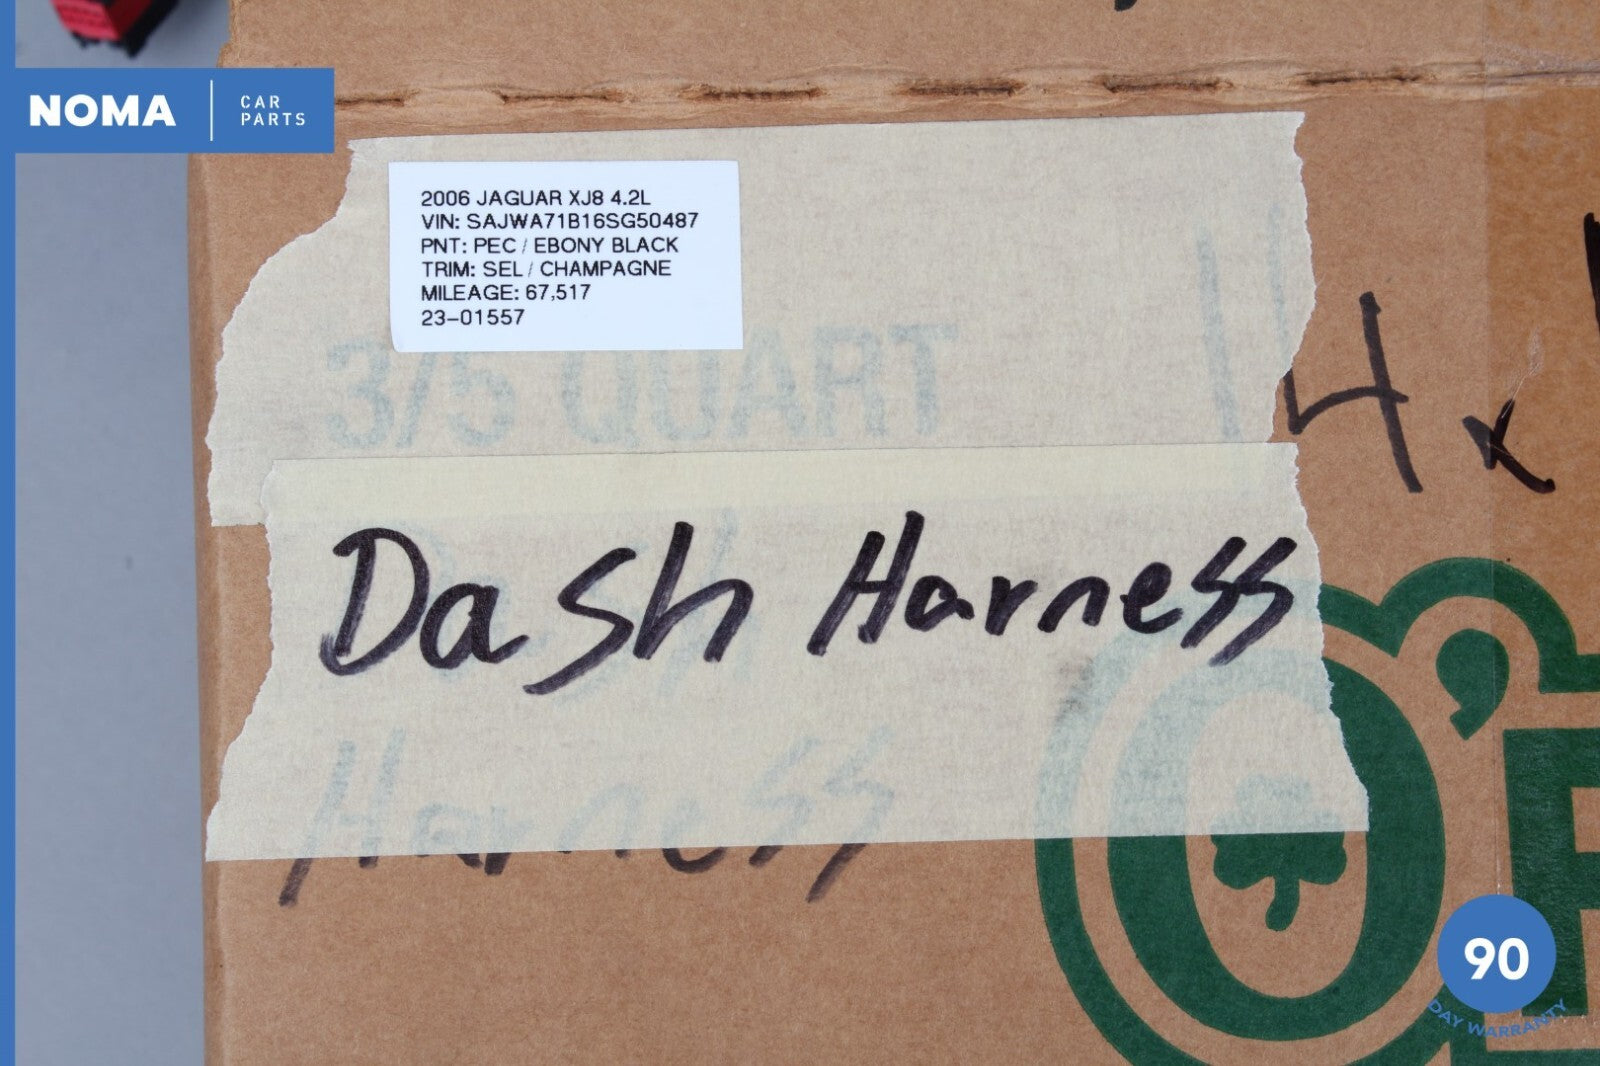 NOMA
CAR
PARTS
2006 JAGUAR XJ8 4.2L
VIN: SAJWA71B16SG50487
PNT: PEC / EBONY BLACK
TRIM: SEL / CHAMPAGNE
MILEAGE: 67,517
23-01557
3/5 QUART
14x
Dash Harness
Harness
90
DAY WARRANTY